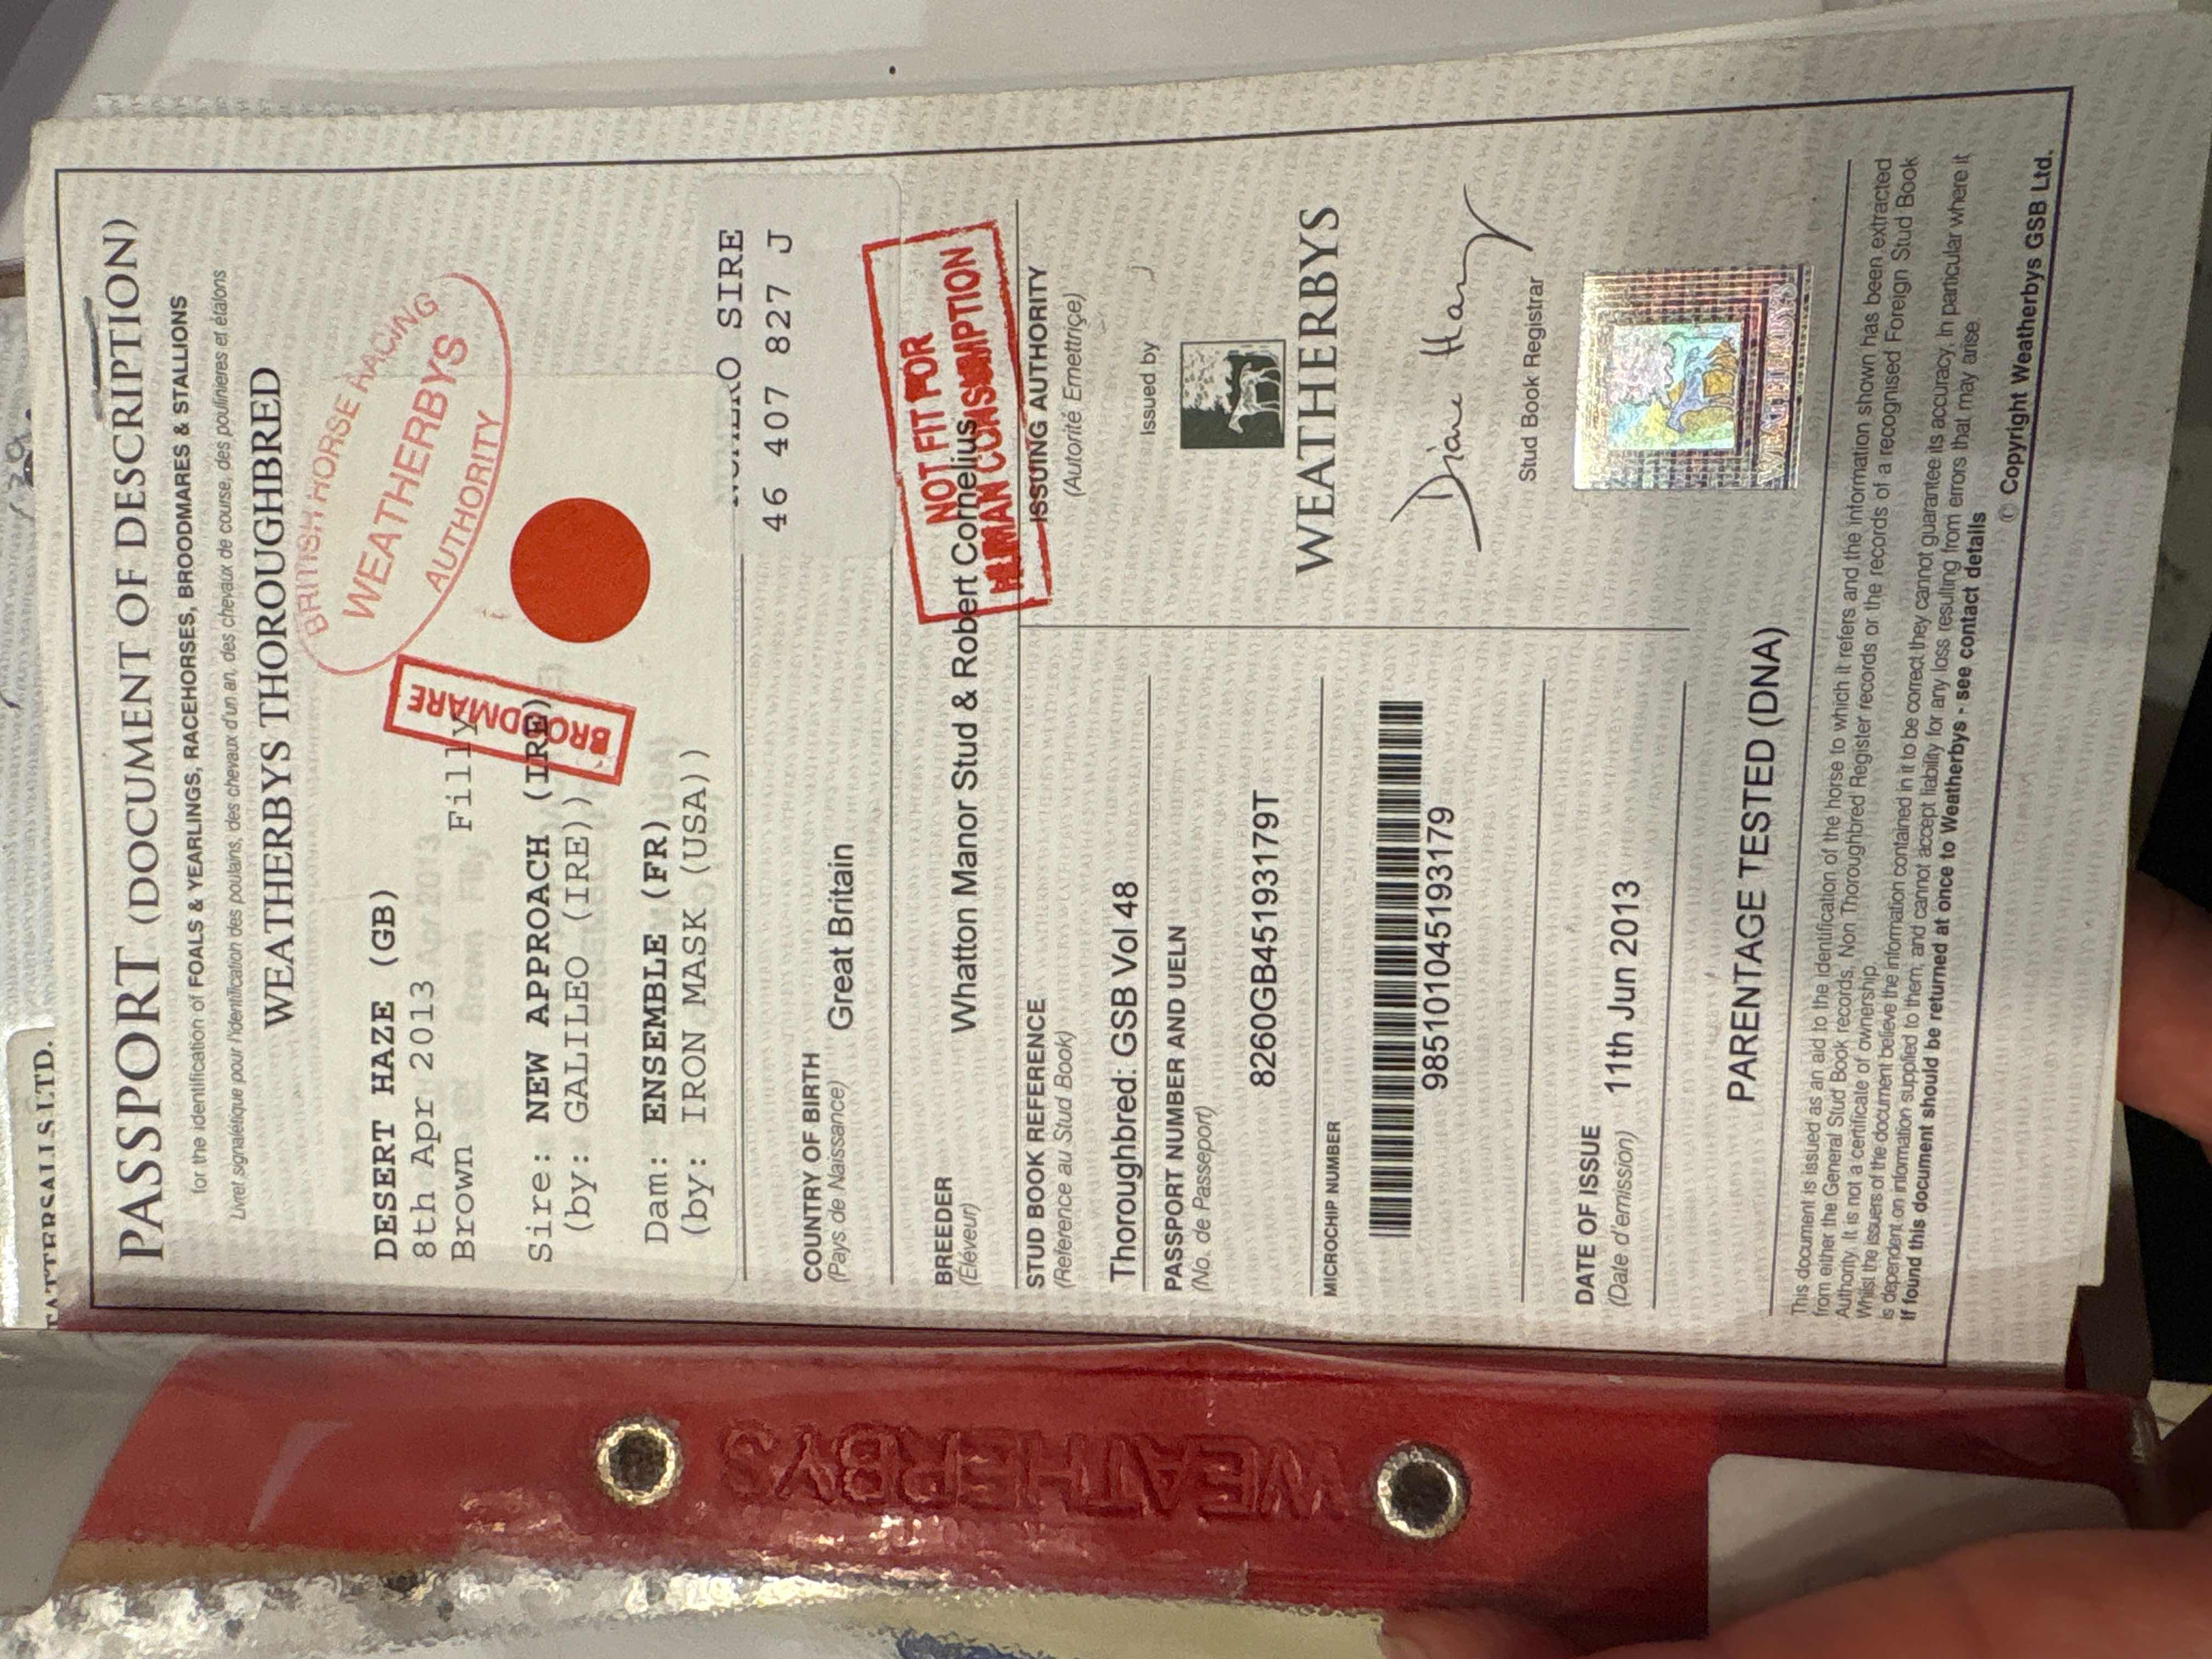 TATTERSALLS LTD.
PASSPORT (DOCUMENT OF DESCRIPTION)
for the identification of FOALS & YEARLINGS, RACEHORSES, BROODMARES & STALLIONS
Livret signalétique pour l'identification des poulains, des chevaux d'un an, des chevaux de course, des poulinieres et étalons
WEATHERBYS THOROUGHBRED
BRITISH HORSE RACING
WEATHERBYS
AUTHORITY
DESERT HAZE (GB)
8th Apr 2013
Brown Filly
BROODMARE
Sire: NEW APPROACH (IRE)
(by: GALILEO (IRE))
Dam: ENSEMBLE (FR)
(by: IRON MASK (USA))
SIRE
46 407 827 J
COUNTRY OF BIRTH
(Pays de Naissance) Great Britain
NOT FIT FOR
HUMAN CONSUMPTION
BREEDER
(Éleveur) Whatton Manor Stud & Robert Cornelius
STUD BOOK REFERENCE
(Reference au Stud Book)
Thoroughbred: GSB Vol 48
PASSPORT NUMBER AND UELN
(No. de Passeport)
8260GB45193179T
MICROCHIP NUMBER
985101045193179
DATE OF ISSUE
(Date d'emission) 11th Jun 2013
ISSUING AUTHORITY
(Autorité Emettriçe)
Issued by
WEATHERBYS
Diane Hany
Stud Book Registrar
WEATHERBYS
PARENTAGE TESTED (DNA)
This document is issued as an aid to the identification of the horse to which it refers and the information shown has been extracted
from either the General Stud Book records, Non Thoroughbred Register records or the records of a recognised Foreign Stud Book
Authority. It is not a certificate of ownership.
Whilst the issuers of the document believe the information contained in it to be correct they cannot guarantee its accuracy, in particular where it
is dependent on information supplied to them, and cannot accept liability for any loss resulting from errors that may arise.
If found this document should be returned at once to Weatherbys - see contact details
© Copyright Weatherbys GSB Ltd.
WEATHERBYS